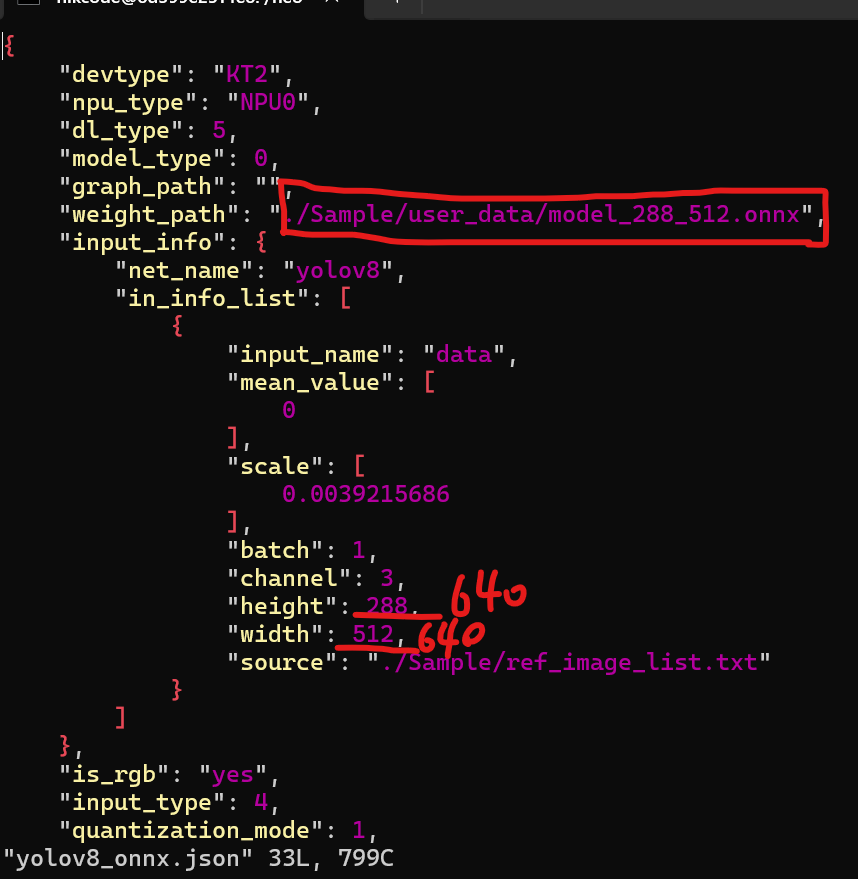 {
    "devtype": "KT2",
    "npu_type": "NPU0",
    "dl_type": 5,
    "model_type": 0,
    "graph_path": "",
    "weight_path": "./Sample/user_data/model_288_512.onnx",
    "input_info": {
        "net_name": "yolov8",
        "in_info_list": [
            {
                "input_name": "data",
                "mean_value": [
                    0
                ],
                "scale": [
                    0.0039215686
                ],
                "batch": 1,
                "channel": 3,
                "height": 288, 640
                "width": 512, 640
                "source": "./Sample/ref_image_list.txt"
            }
        ]
    },
    "is_rgb": "yes",
    "input_type": 4,
    "quantization_mode": 1,
"yolov8_onnx.json" 33L, 799C